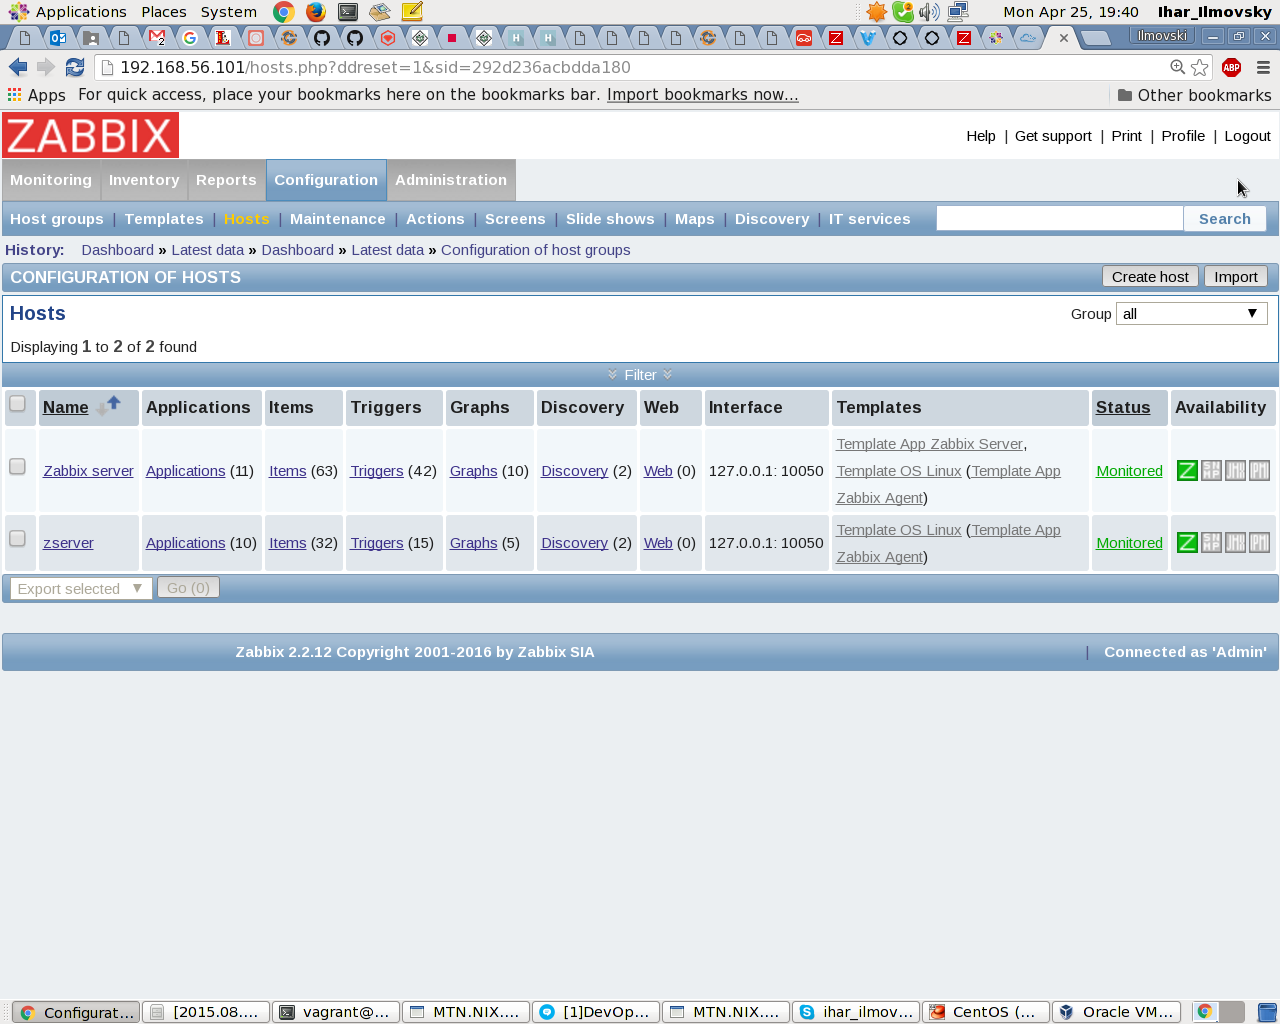 Applications Places System Mon Apr 25, 19:40 Ihar_Ilmovsky
Ilmovski
192.168.56.101/hosts.php?ddreset=1&sid=292d236acbdda180 ABP
Apps For quick access, place your bookmarks here on the bookmarks bar. Import bookmarks now... Other bookmarks
ZABBIX Help | Get support | Print | Profile | Logout
Monitoring Inventory Reports Configuration Administration
Host groups | Templates | Hosts | Maintenance | Actions | Screens | Slide shows | Maps | Discovery | IT services Search
History: Dashboard » Latest data » Dashboard » Latest data » Configuration of host groups
CONFIGURATION OF HOSTS Create host Import
Hosts Group all
Displaying 1 to 2 of 2 found
Filter
Name Applications Items Triggers Graphs Discovery Web Interface Templates Status Availability
Template App Zabbix Server,
Zabbix server Applications (11) Items (63) Triggers (42) Graphs (10) Discovery (2) Web (0) 127.0.0.1: 10050 Template OS Linux (Template App Monitored Z SNMP JMX IPMI
Zabbix Agent)
zserver Applications (10) Items (32) Triggers (15) Graphs (5) Discovery (2) Web (0) 127.0.0.1: 10050 Template OS Linux (Template App Monitored Z SNMP JMX IPMI
Zabbix Agent)
Export selected Go (0)
Zabbix 2.2.12 Copyright 2001-2016 by Zabbix SIA | Connected as 'Admin'
Configurat... [2015.08.... vagrant@... MTN.NIX.... [1]DevOp... MTN.NIX.... ihar_ilmov... CentOS (... Oracle VM...